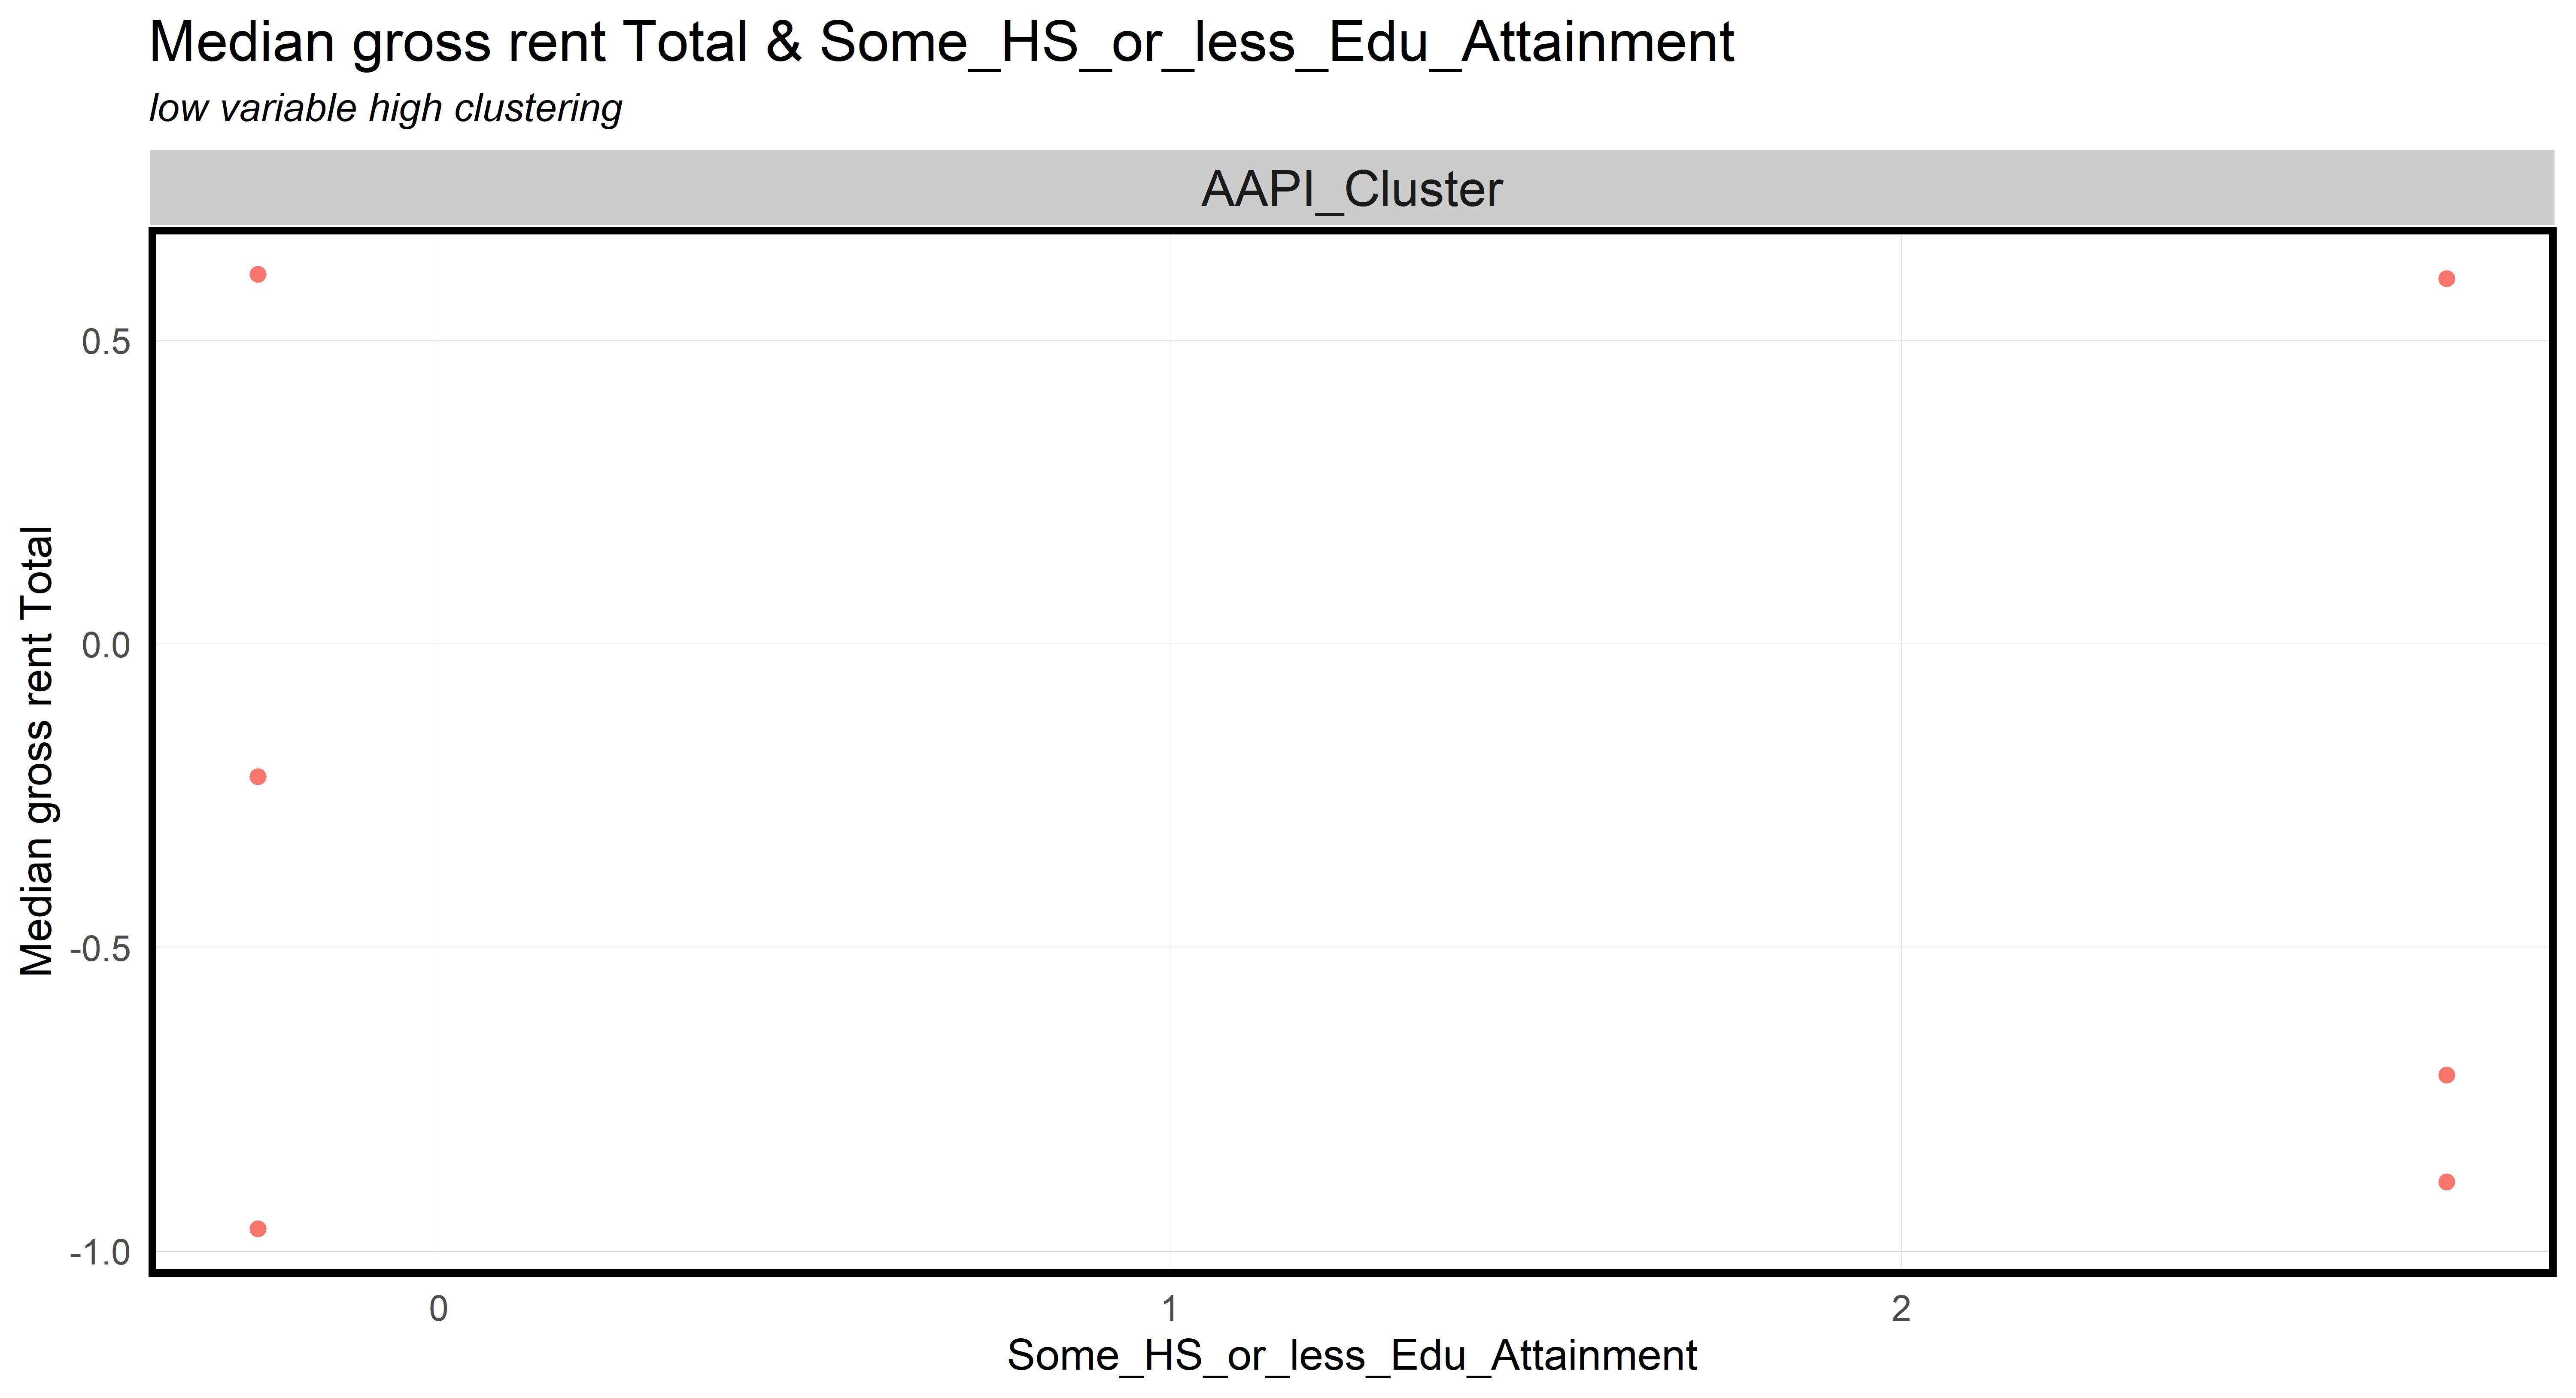 Median gross rent Total & Some_HS_or_less_Edu_Attainment
low variable high clustering
AAPI_Cluster
Median gross rent Total
0.5
0.0
-0.5
-1.0
0
1
2
Some_HS_or_less_Edu_Attainment